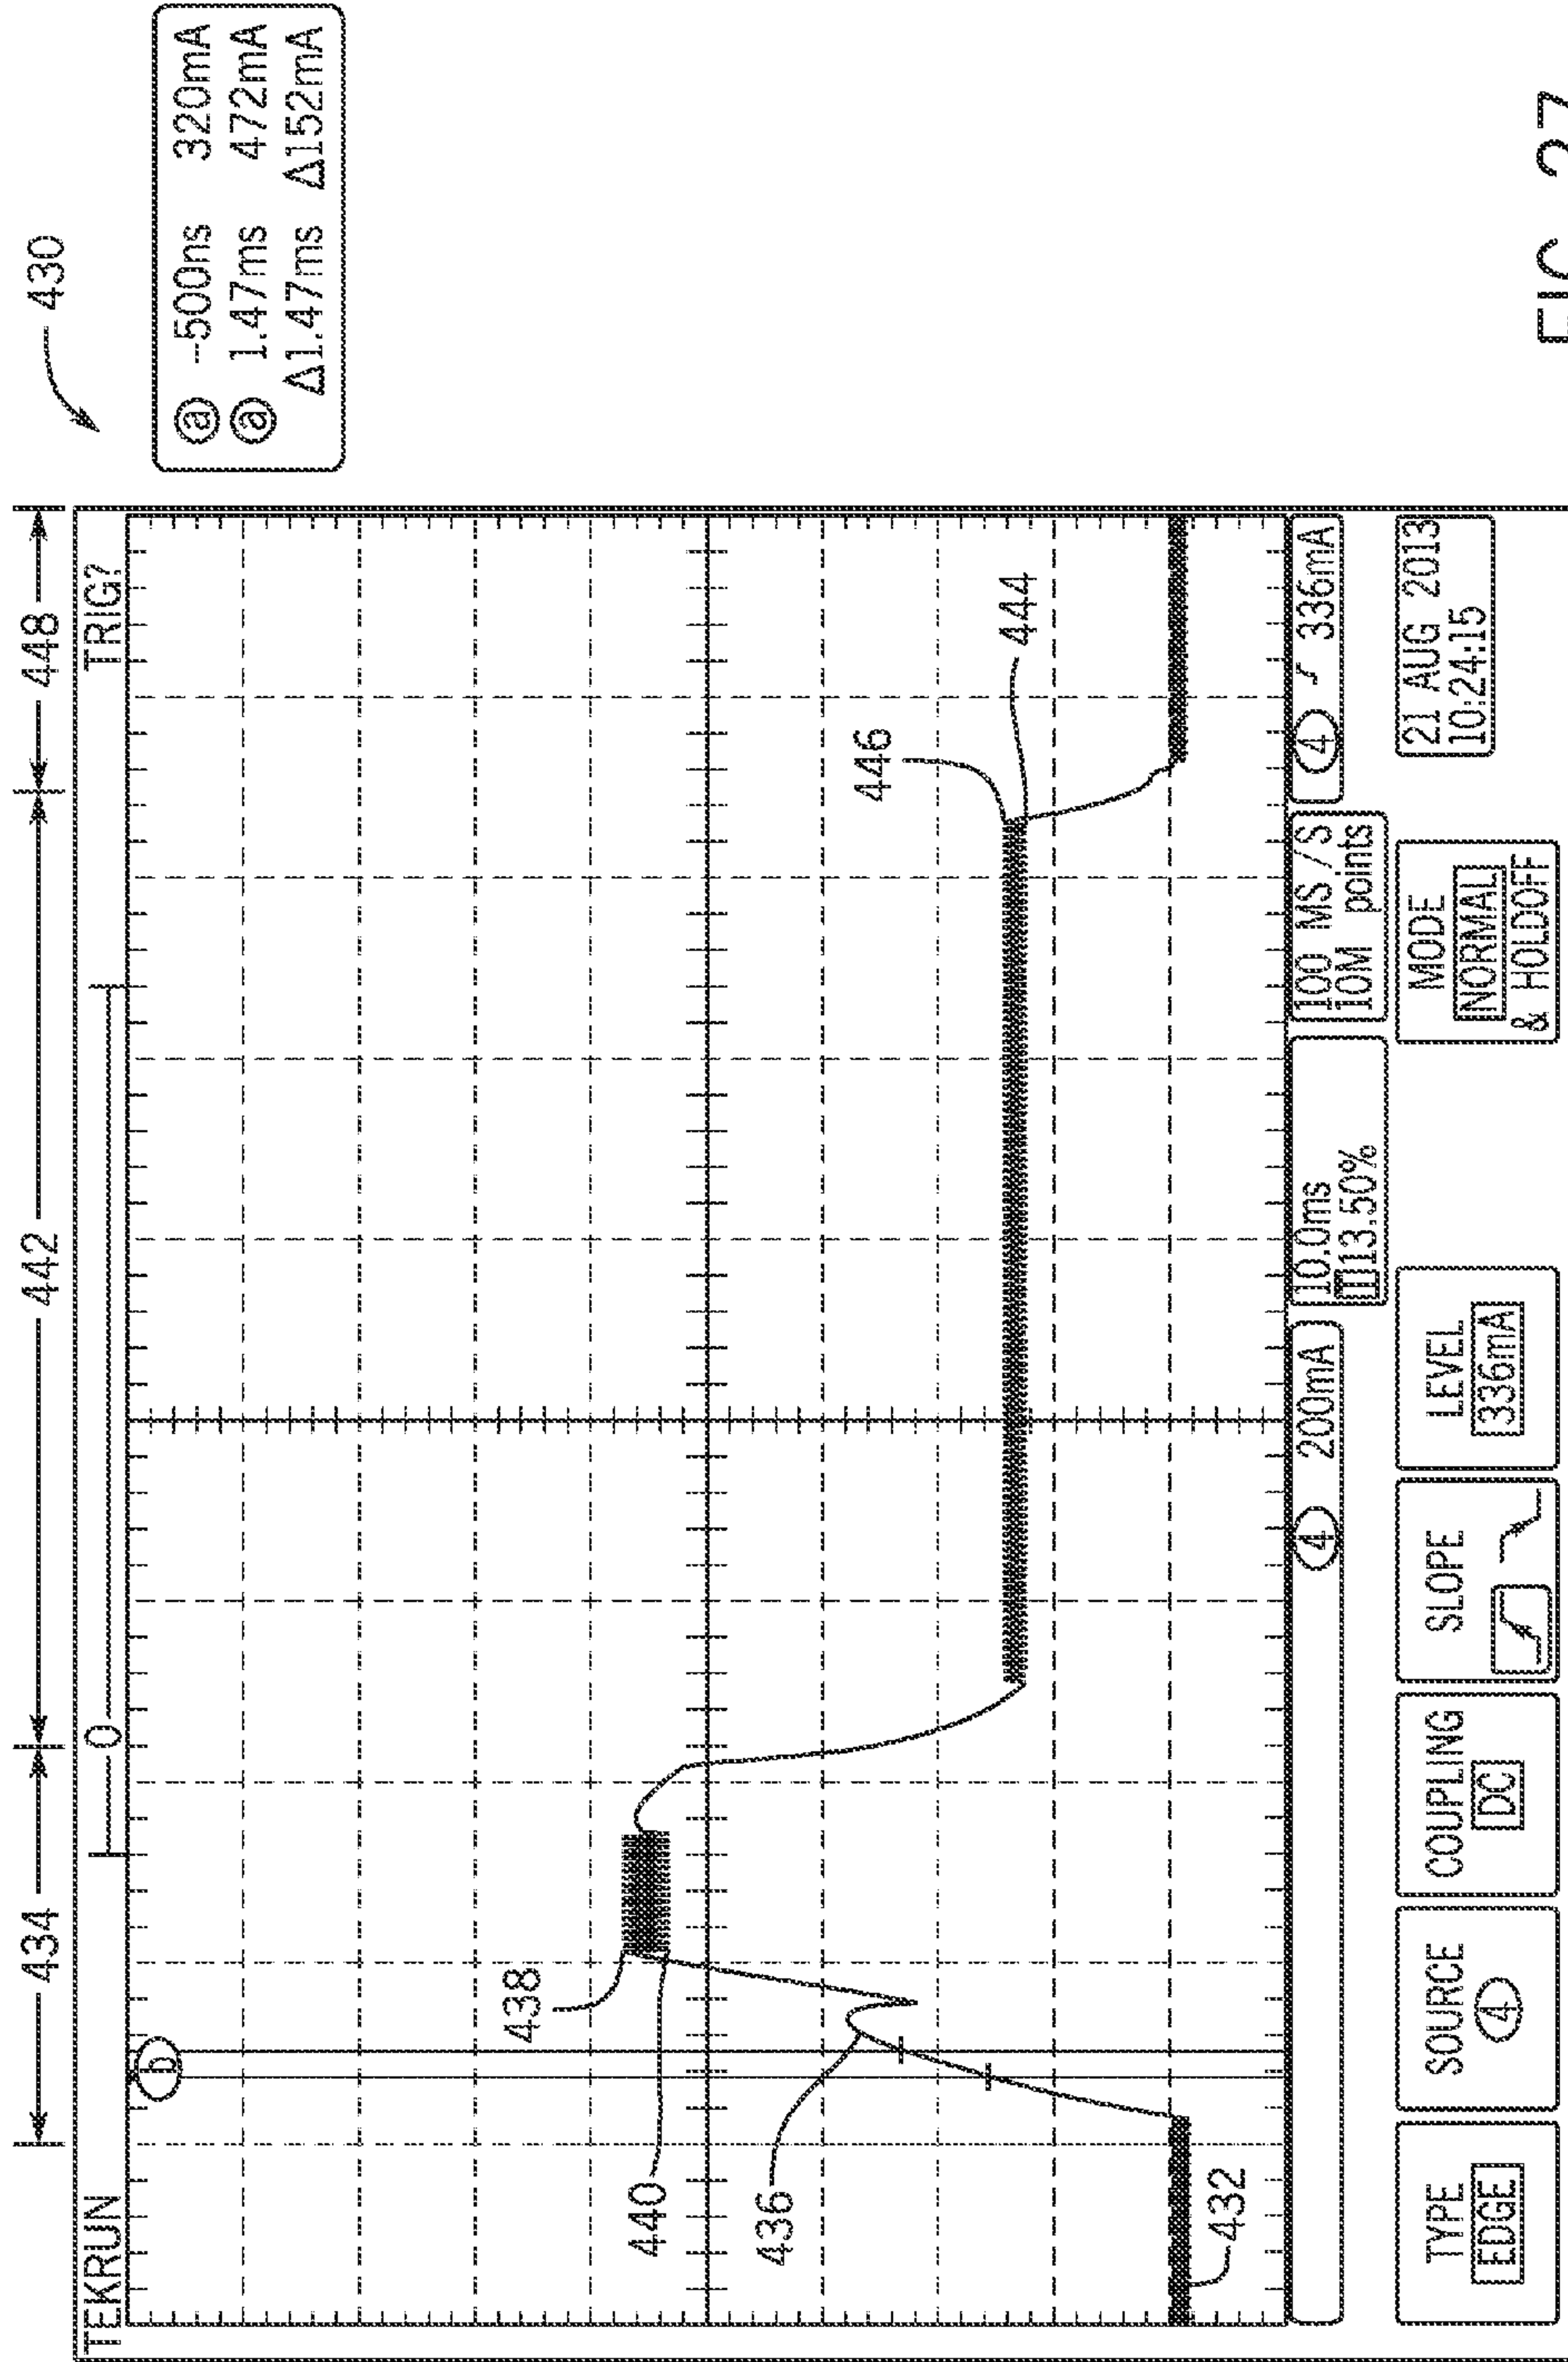 430
434
442
448
TEKRUN
0
TRIG?
ⓐ --500ns 320mA
ⓐ 1.47ms 472mA
Δ1.47ms Δ152mA
b
438
440
436
432
446
444
④ 200mA
10.0ms
13.50%
100 MS/S
10M points
④ 336mA
TYPE
EDGE
SOURCE
④
COUPLING
DC
SLOPE
LEVEL
336mA
MODE
NORMAL
& HOLDOFF
21 AUG 2013
10:24:15